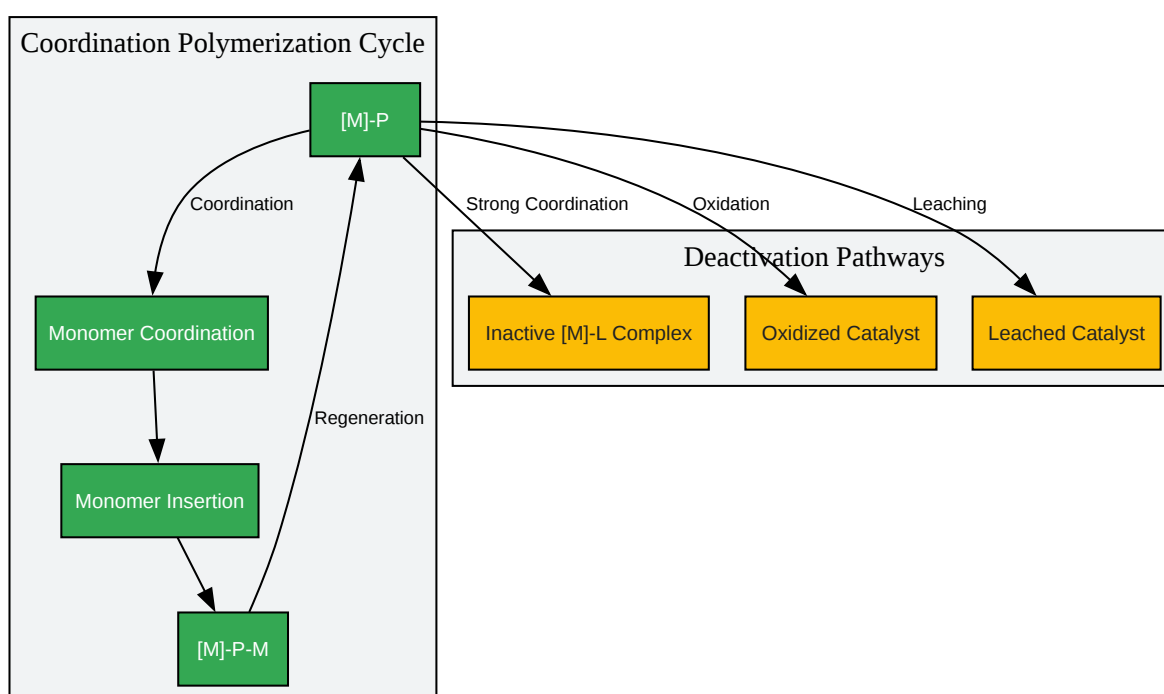 Coordination Polymerization Cycle
[M]-P
Coordination
Strong Coordination
Oxidation
Leaching
Deactivation Pathways
Monomer Coordination
Inactive [M]-L Complex
Oxidized Catalyst
Leached Catalyst
Regeneration
Monomer Insertion
[M]-P-M